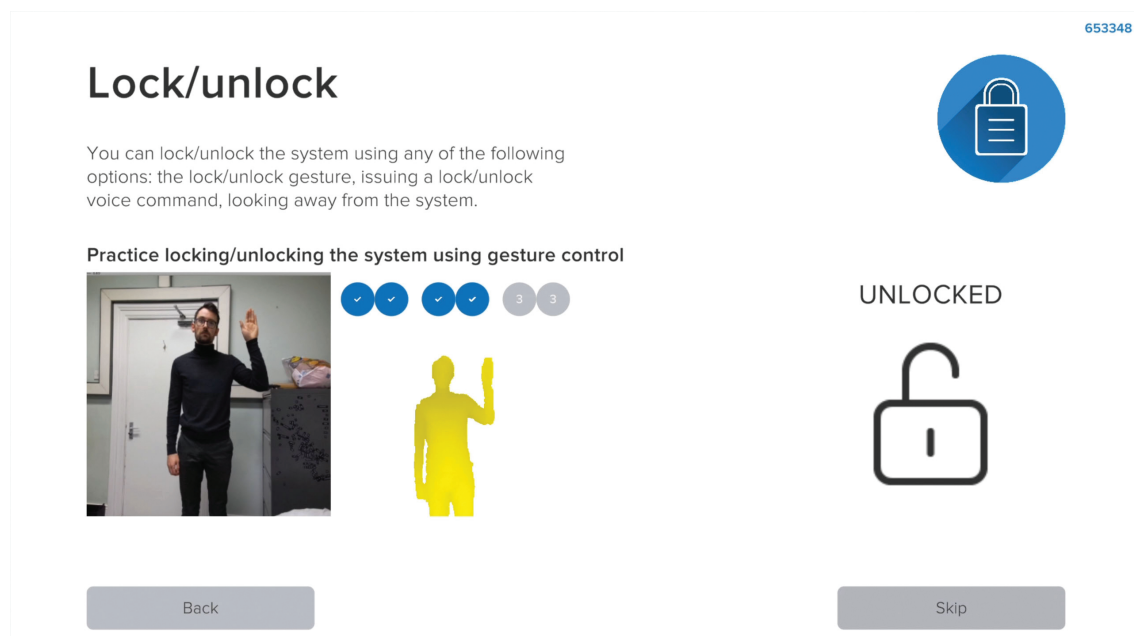 653348
Lock/unlock
You can lock/unlock the system using any of the following
options: the lock/unlock gesture, issuing a lock/unlock
voice command, looking away from the system.
Practice locking/unlocking the system using gesture control
3 3
UNLOCKED
Back
Skip